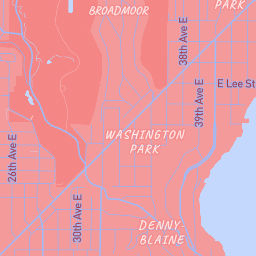 PARK
BROADMOOR
38th Ave E
E Lee St
39th Ave E
WASHINGTON
PARK
26th Ave E
30th Ave E
DENNY-
BLAINE